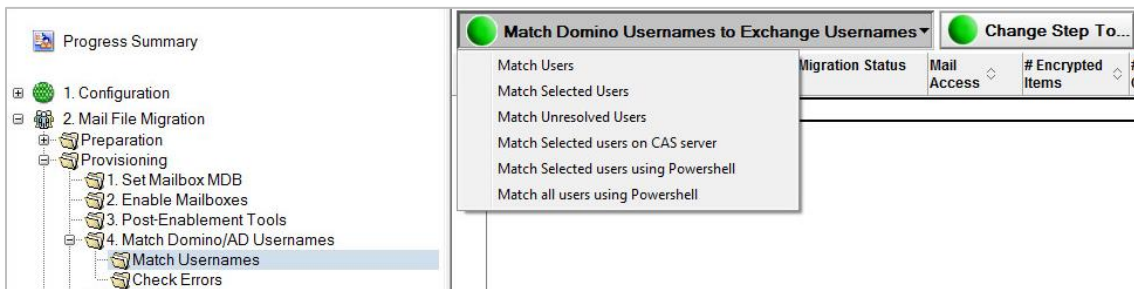 Progress Summary
1. Configuration
2. Mail File Migration
Preparation
Provisioning
1. Set Mailbox MDB
2. Enable Mailboxes
3. Post-Enablement Tools
4. Match Domino/AD Usernames
Match Usernames
Check Errors
Match Domino Usernames to Exchange Usernames
Change Step To...
Match Users
Match Selected Users
Match Unresolved Users
Match Selected users on CAS server
Match Selected users using Powershell
Match all users using Powershell
Migration Status
Mail
Access
# Encrypted
Items